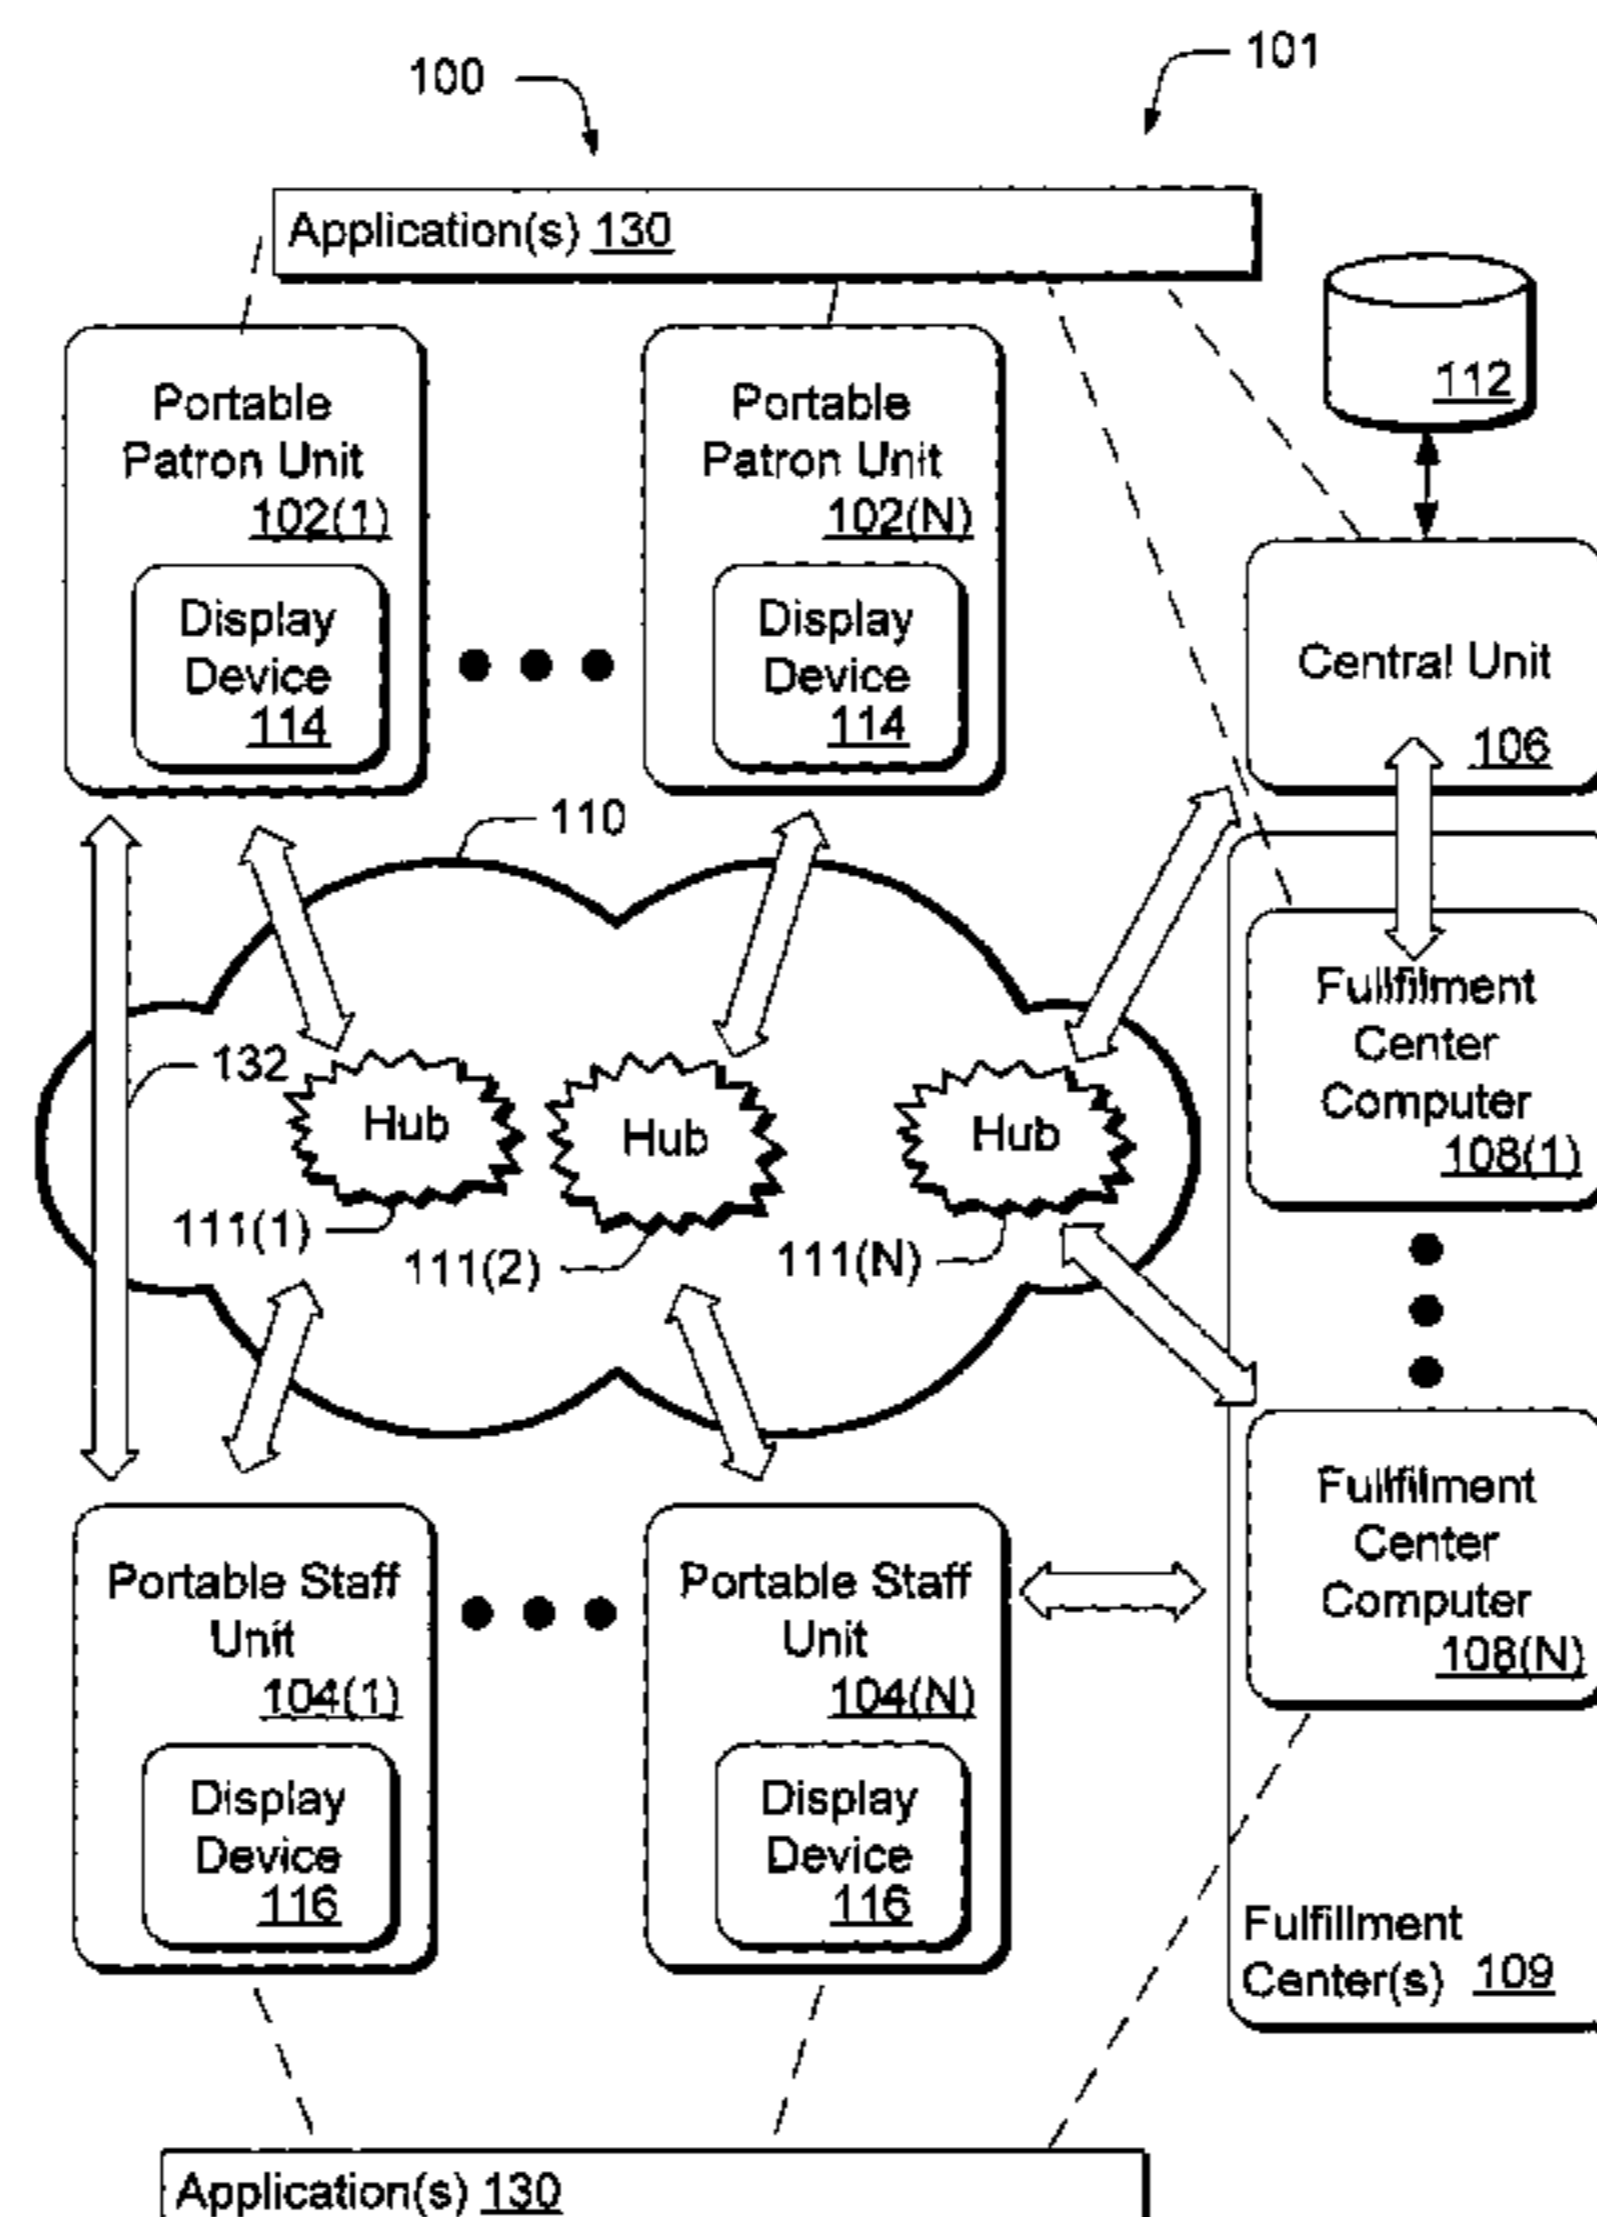 100
101
Application(s) 130
112
Portable
Patron Unit
102(1)
Display
Device
114
Portable
Patron Unit
102(N)
Display
Device
114
Central Unit
106
110
132
Hub
Hub
Hub
111(1)
111(2)
111(N)
Fullfilment
Center
Computer
108(1)
Fullfilment
Center
Computer
108(N)
Portable Staff
Unit
104(1)
Display
Device
116
Portable Staff
Unit
104(N)
Display
Device
116
Fulfillment
Center(s) 109
Application(s) 130